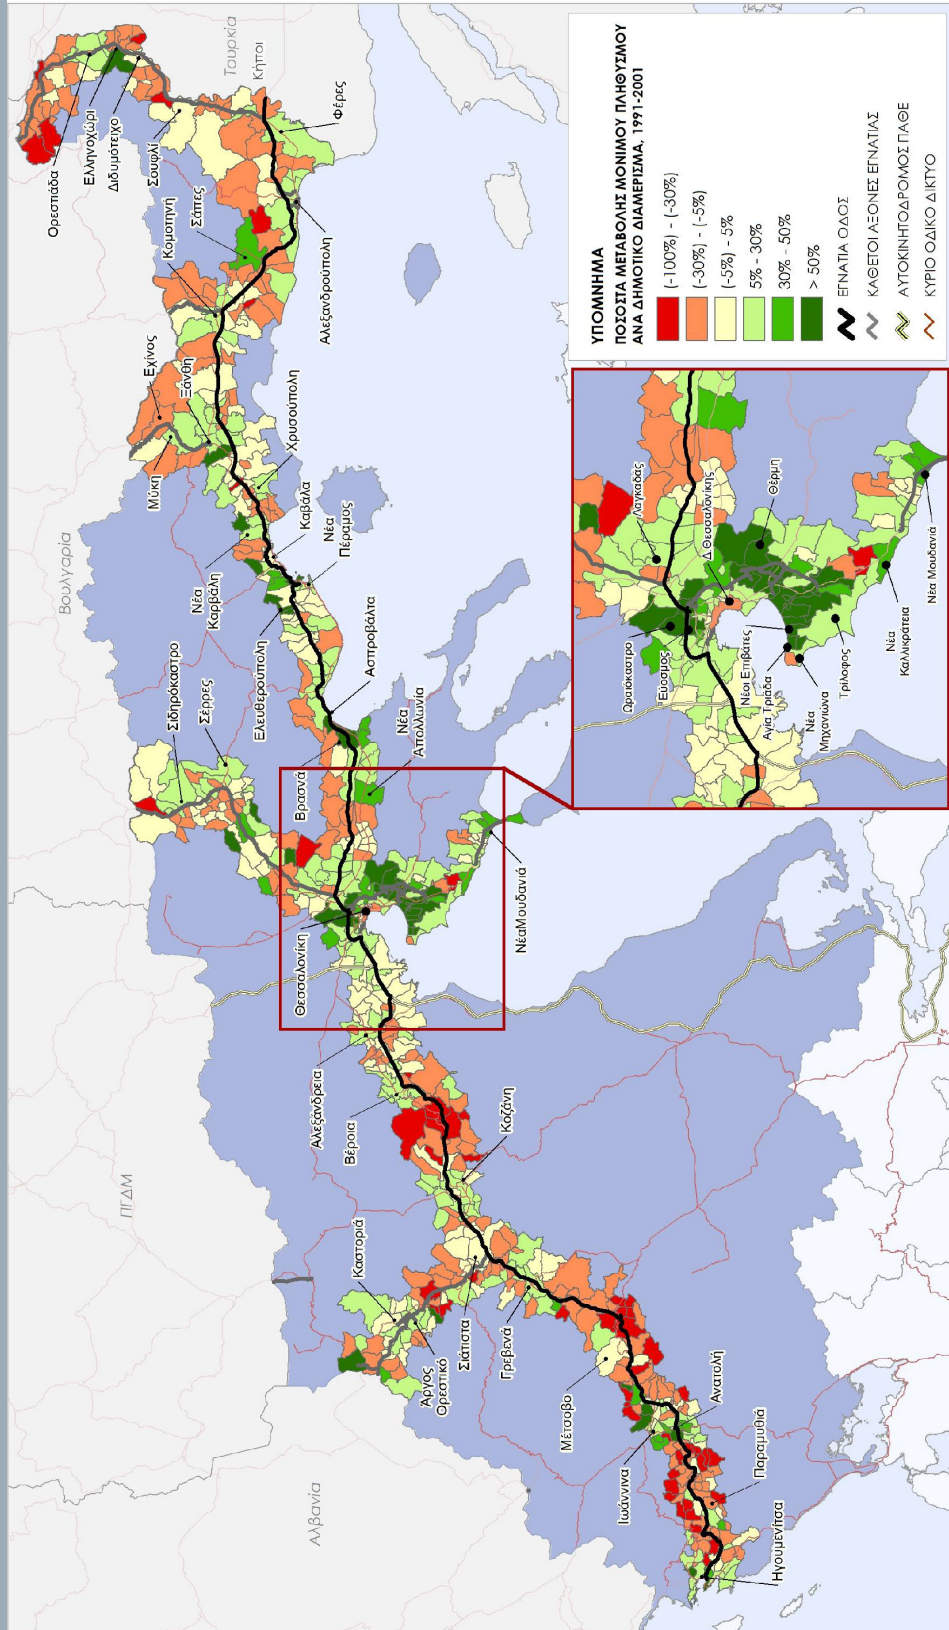 ΥΠΟΜΝΗΜΑ
ΠΟΣΟΣΤΑ ΜΕΤΑΒΟΛΗΣ ΜΟΝΙΜΟΥ ΠΛΗΘΥΣΜΟΥ
ΑΝΑ ΔΗΜΟΤΙΚΟ ΔΙΑΜΕΡΙΣΜΑ, 1991-2001
(-100%) - (-30%)
(-30%) - (-5%)
(-5%) - 5%
5% - 30%
30% - 50%
> 50%
ΕΓΝΑΤΙΑ ΟΔΟΣ
ΚΑΘΕΤΟΙ ΑΞΟΝΕΣ ΕΓΝΑΤΙΑΣ
ΑΥΤΟΚΙΝΗΤΟΔΡΟΜΟΣ ΠΑΘΕ
ΚΥΡΙΟ ΟΔΙΚΟ ΔΙΚΤΥΟ
Αλβανία
ΠΓΔΜ
Βουλγαρία
Τουρκία
Κήποι
Ηγουμενίτσα
Παραμυθιά
Ιωάννινα
Ανατολή
Μέτσοβο
Γρεβενά
Σιάτιστα
Άργος
Ορεστικό
Καστοριά
Κοζάνη
Βέροια
Αλεξάνδρεια
Θεσσαλονίκη
ΝέαΜουδανιά
Βρασνά
Νέα
Απολλωνία
Ασπροβάλτα
Σιδηρόκαστρο
Σέρρες
Ελευθερούπολη
Νέα
Καρβάλη
Νέα
Πέραμος
Καβάλα
Χρυσούπολη
Μύκη
Ξάνθη
Εχίνος
Κομοτηνή
Σάπες
Αλεξανδρούπολη
Φέρες
Σουφλί
Διδυμότειχο
Ελληνοχώρι
Ορεστιάδα
Ωραιόκαστρο
Εύοσμος
Λαγκαδάς
Δ.Θεσσαλονίκης
Θέρμη
Νέοι Επιβάτες
Αγία Τριάδα
Νέα
Μηχανιώνα
Τρίλοφος
Νέα
Καλλικράτεια
Νέα Μουδανιά